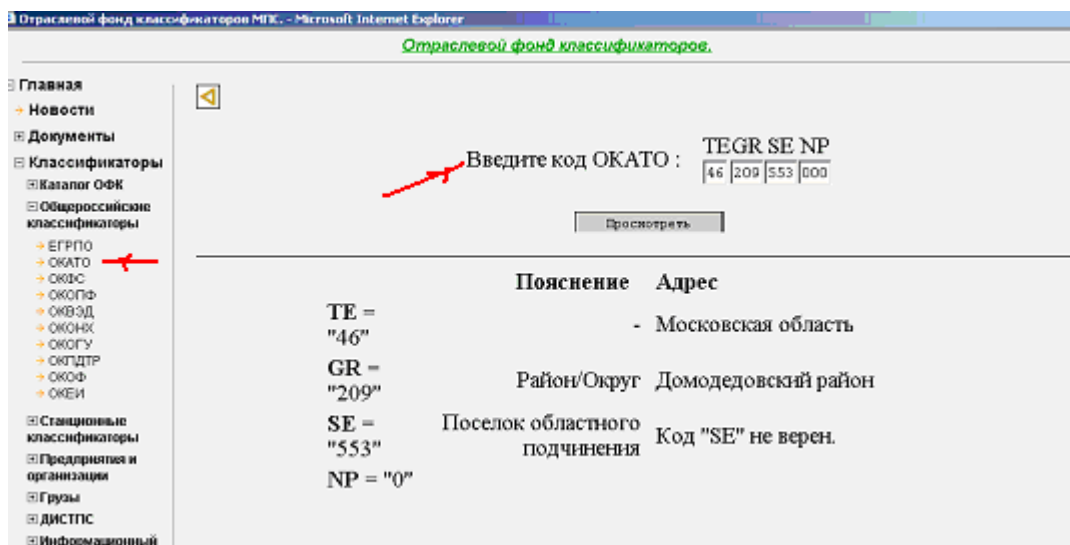 Отраслевой фонд классификаторов МПС. - Microsoft Internet Explorer
Отраслевой фонд классификаторов.
Главная
Новости
Документы
Классификаторы
Каталог ОФК
Общероссийские
классификаторы
ЕГРПО
ОКАТО
ОКФС
ОКОПФ
ОКВЭД
ОКОНХ
ОКОГУ
ОКПДТР
ОКОФ
ОКЕИ
Станционные
классификаторы
Предприятия и
организации
Грузы
ДИСТПС
Информационный
Введите код ОКАТО :
TEGR SE NP
46 209 553 000
Просмотреть
Пояснение Адрес
TE =
"46"
- Московская область
GR =
"209"
Район/Округ Домодедовский район
SE =
"553"
Поселок областного
подчинения
Код "SE" не верен.
NP = "0"